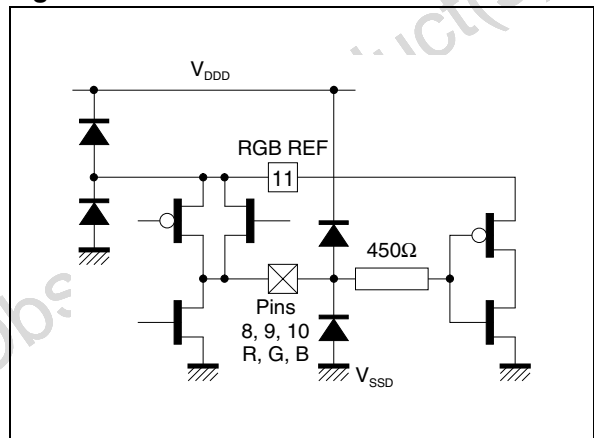 V_DDD
RGB REF
11
450Ω
Pins
8, 9, 10
R, G, B
V_SSD